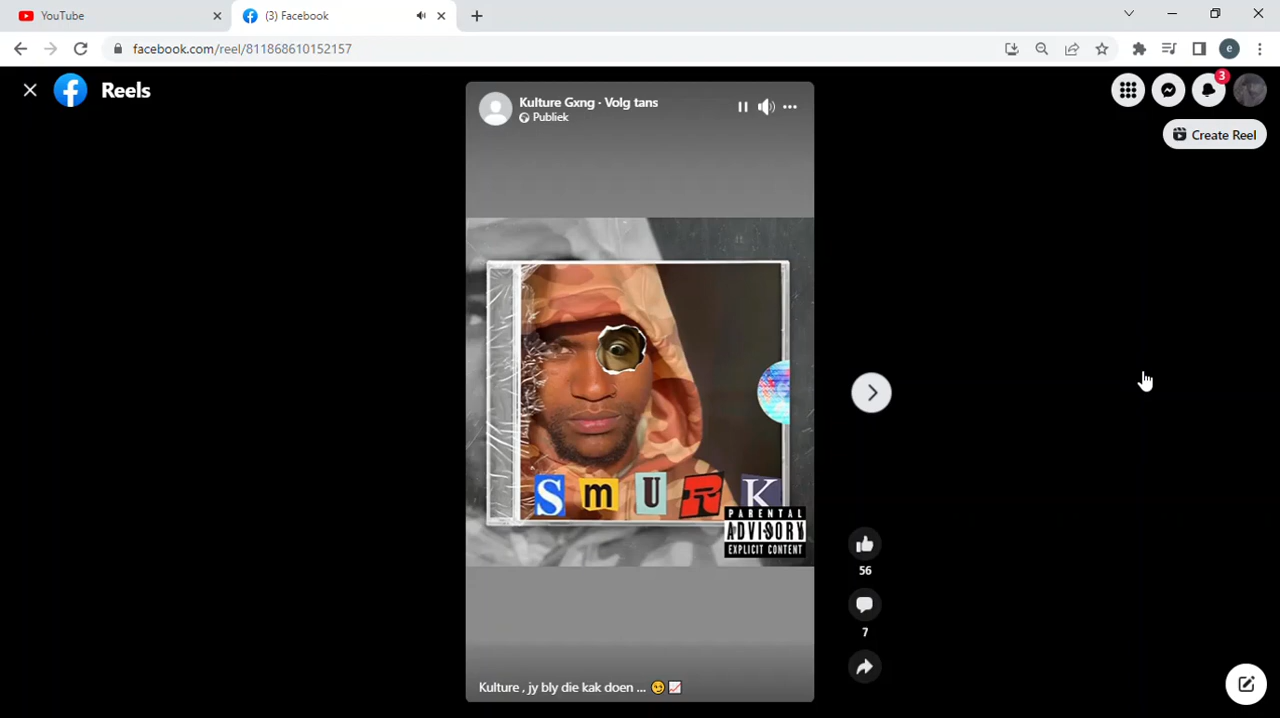 YouTube
(3) Facebook
facebook.com/reel/811868610152157
e
Reels
3
Create Reel
Kulture Gxng · Volg tans
Publiek
SmURK
PARENTAL
ADVISORY
EXPLICIT CONTENT
56
7
Kulture , jy bly die kak doen ... 😉📈